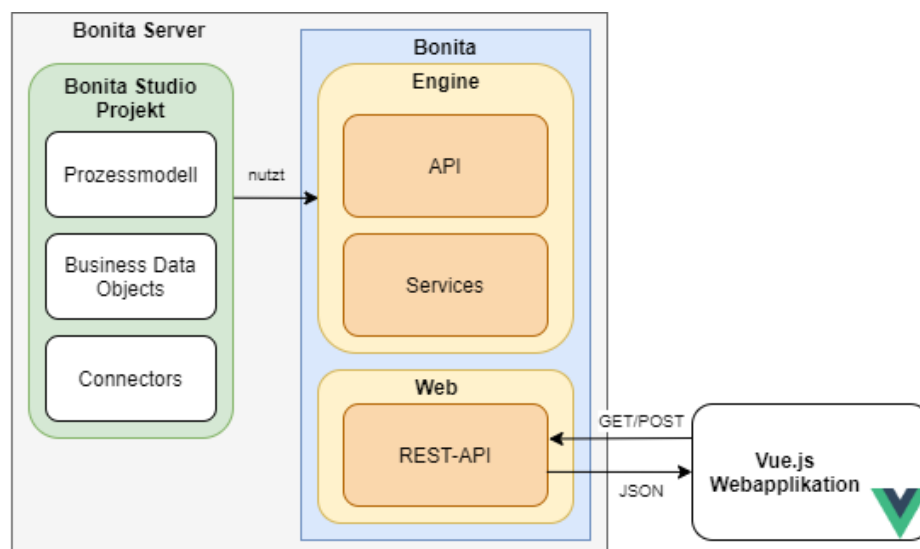 Bonita Server
Bonita Studio
Projekt
Prozessmodell
Business Data
Objects
Connectors
nutzt
Bonita
Engine
API
Services
Web
REST-API
GET/POST
JSON
Vue.js
Webapplikation